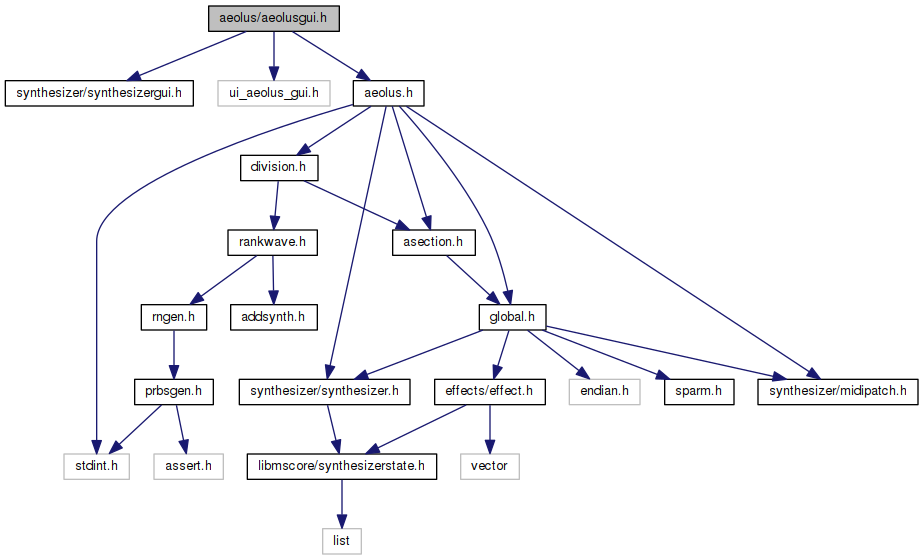 aeolus/aeolusgui.h
synthesizer/synthesizergui.h
ui_aeolus_gui.h
aeolus.h
division.h
rankwave.h
asection.h
rngen.h
addsynth.h
global.h
prbsgen.h
synthesizer/synthesizer.h
effects/effect.h
endian.h
sparm.h
synthesizer/midipatch.h
stdint.h
assert.h
libmscore/synthesizerstate.h
vector
list